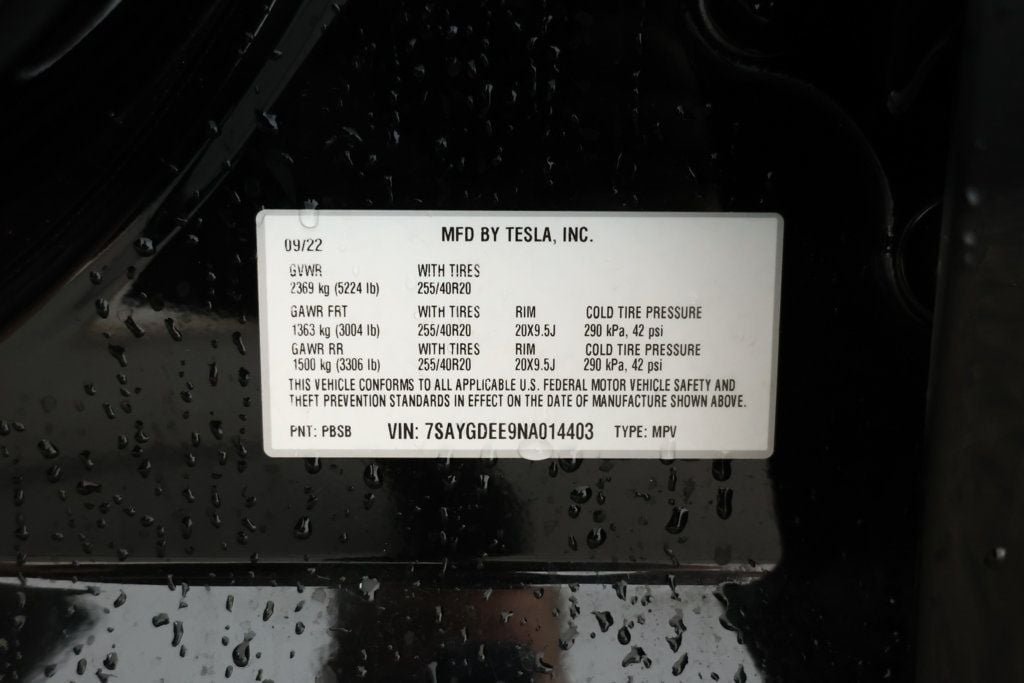 MFD BY TESLA, INC.
09/22
GVWR WITH TIRES
2369 kg (5224 lb) 255/40R20
GAWR FRT WITH TIRES RIM COLD TIRE PRESSURE
1363 kg (3004 lb) 255/40R20 20X9.5J 290 kPa, 42 psi
GAWR RR WITH TIRES RIM COLD TIRE PRESSURE
1500 kg (3306 lb) 255/40R20 20X9.5J 290 kPa, 42 psi
THIS VEHICLE CONFORMS TO ALL APPLICABLE U.S. FEDERAL MOTOR VEHICLE SAFETY AND
THEFT PREVENTION STANDARDS IN EFFECT ON THE DATE OF MANUFACTURE SHOWN ABOVE.
PNT: PBSB VIN: 7SAYGDEE9NA014403 TYPE: MPV